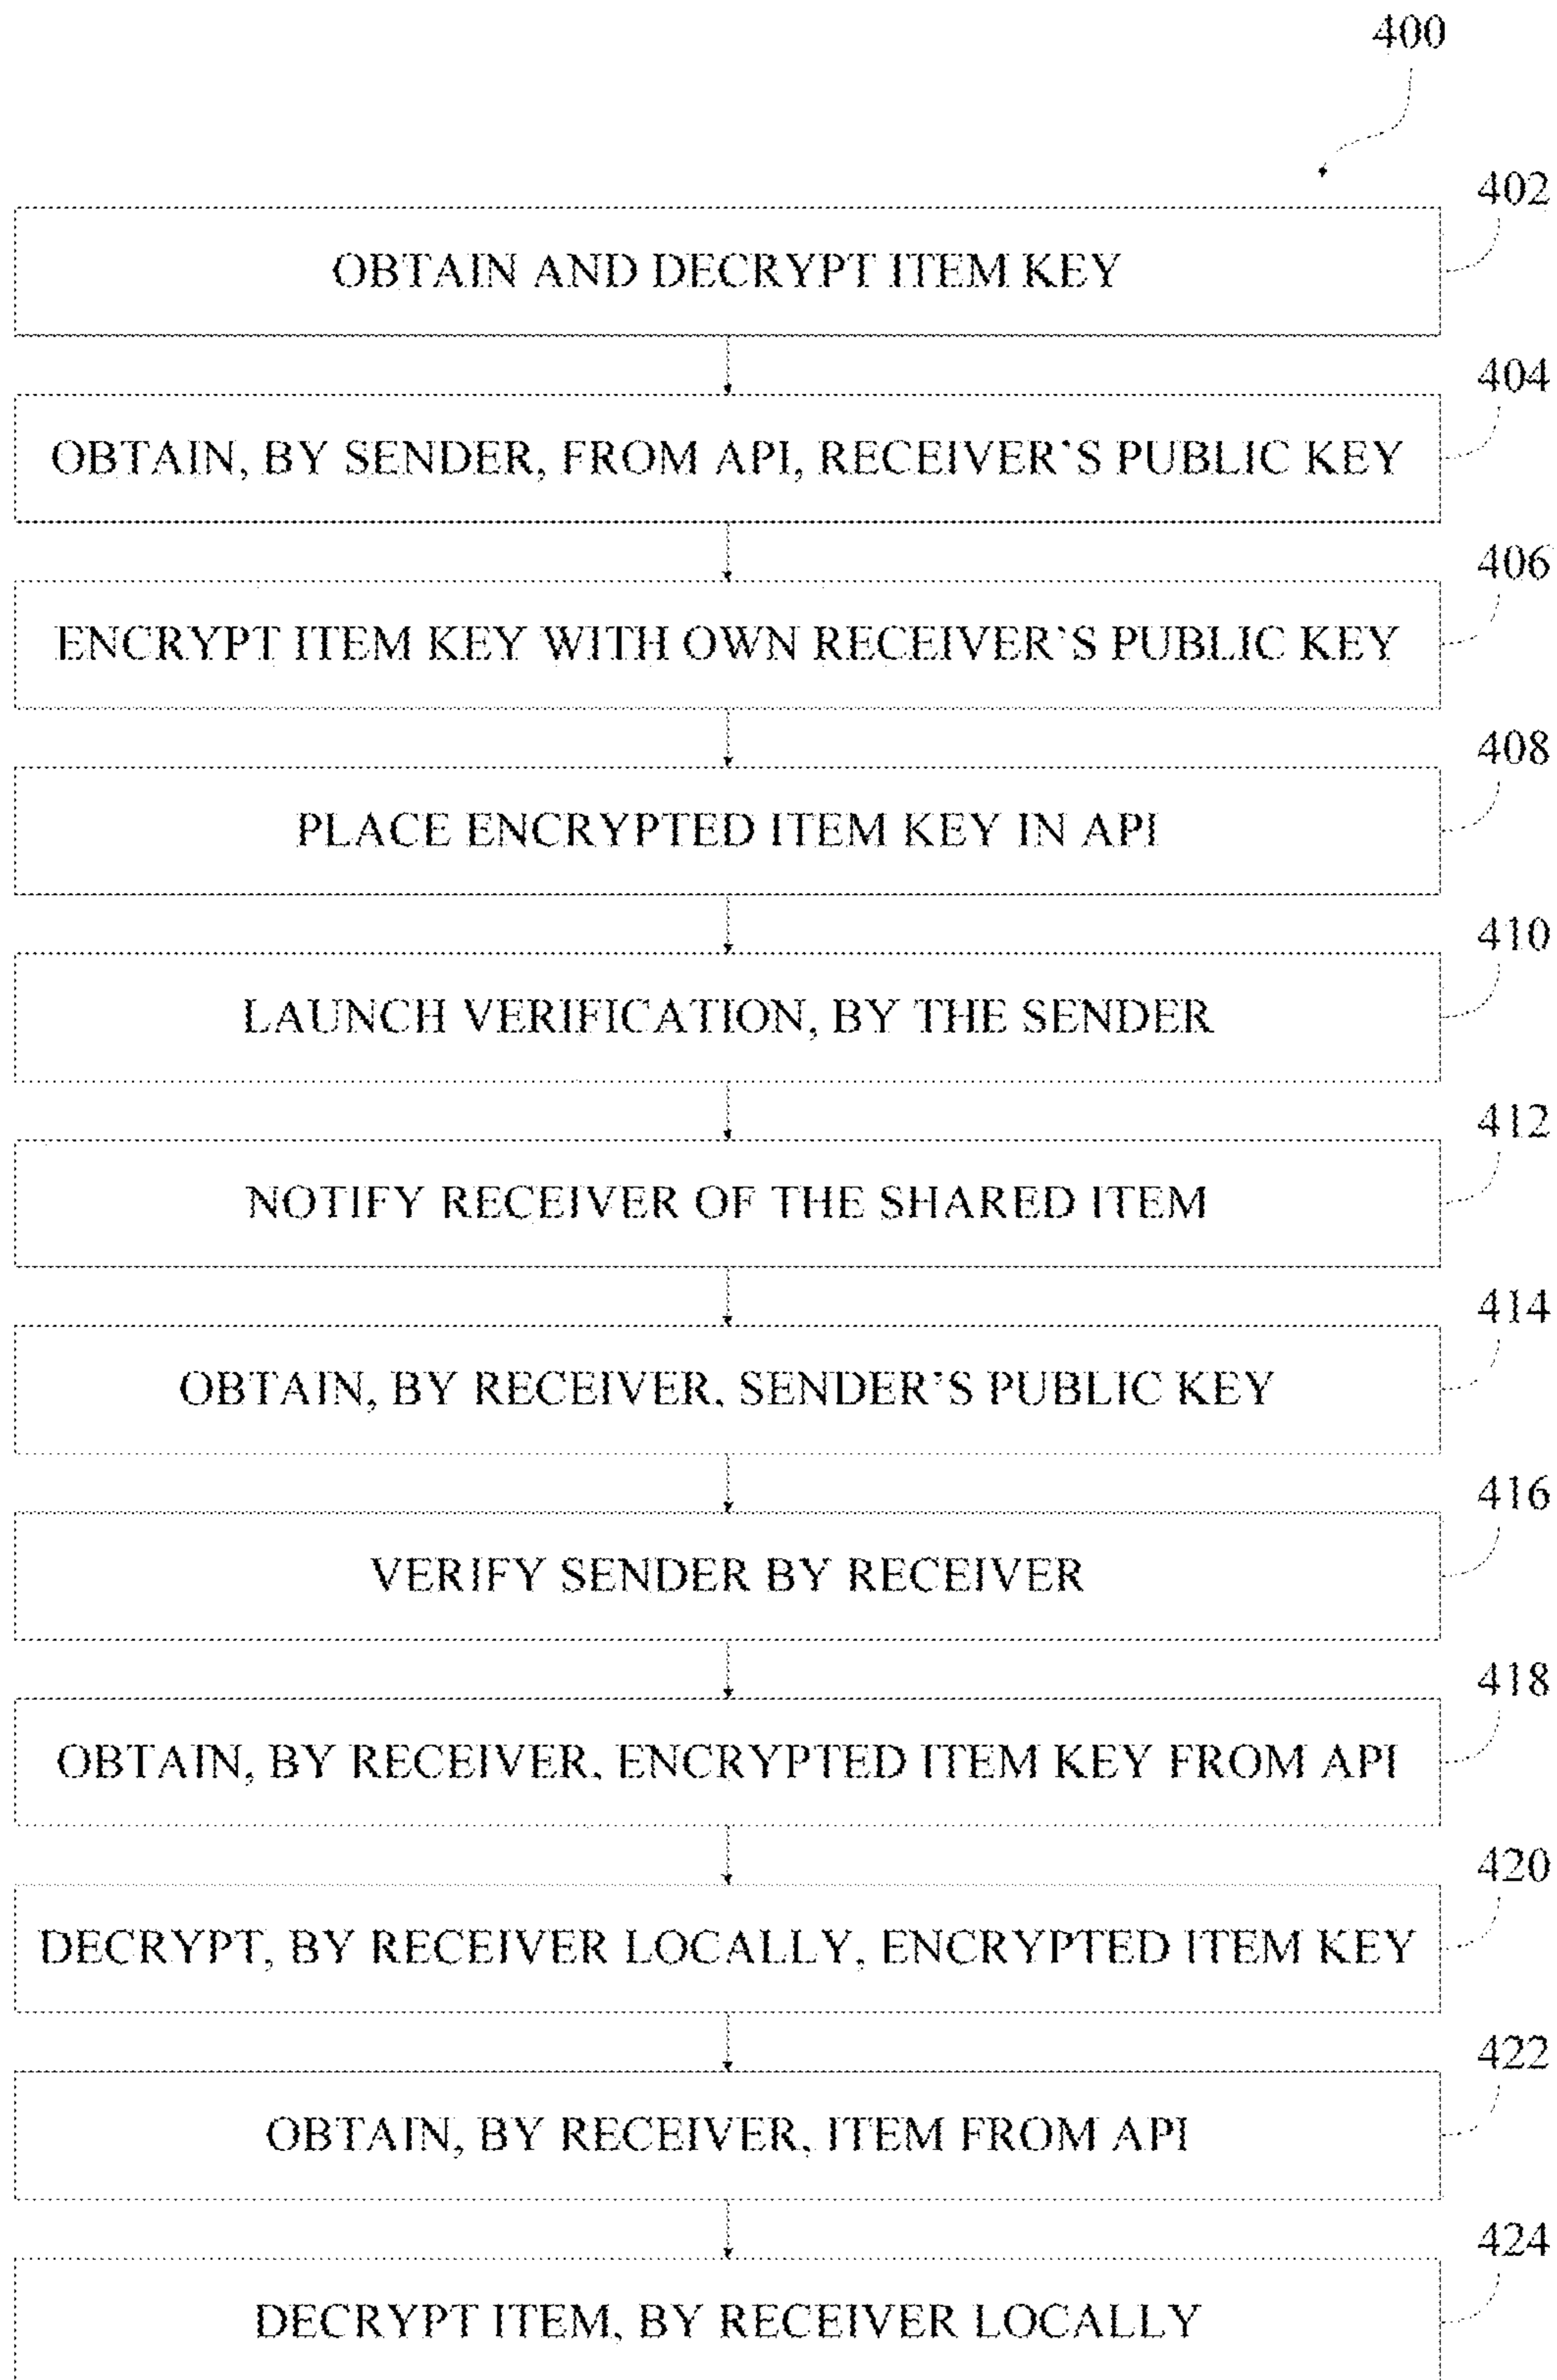 400
402
OBTAIN AND DECRYPT ITEM KEY
404
OBTAIN, BY SENDER, FROM API, RECEIVER'S PUBLIC KEY
406
ENCRYPT ITEM KEY WITH OWN RECEIVER'S PUBLIC KEY
408
PLACE ENCRYPTED ITEM KEY IN API
410
LAUNCH VERIFICATION, BY THE SENDER
412
NOTIFY RECEIVER OF THE SHARED ITEM
414
OBTAIN, BY RECEIVER, SENDER'S PUBLIC KEY
416
VERIFY SENDER BY RECEIVER
418
OBTAIN, BY RECEIVER, ENCRYPTED ITEM KEY FROM API
420
DECRYPT, BY RECEIVER LOCALLY, ENCRYPTED ITEM KEY
422
OBTAIN, BY RECEIVER, ITEM FROM API
424
DECRYPT ITEM, BY RECEIVER LOCALLY